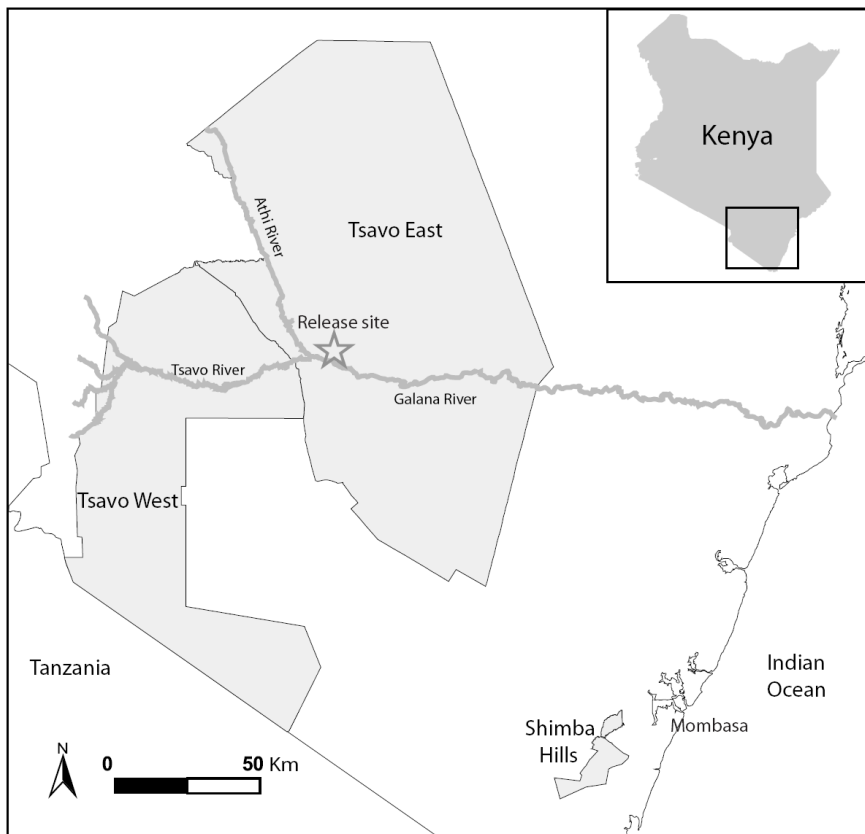 Kenya
Tsavo East
Athi River
Release site
Tsavo River
Galana River
Tsavo West
Tanzania
Indian
Ocean
Shimba
Hills
Mombasa
N
0 50 Km